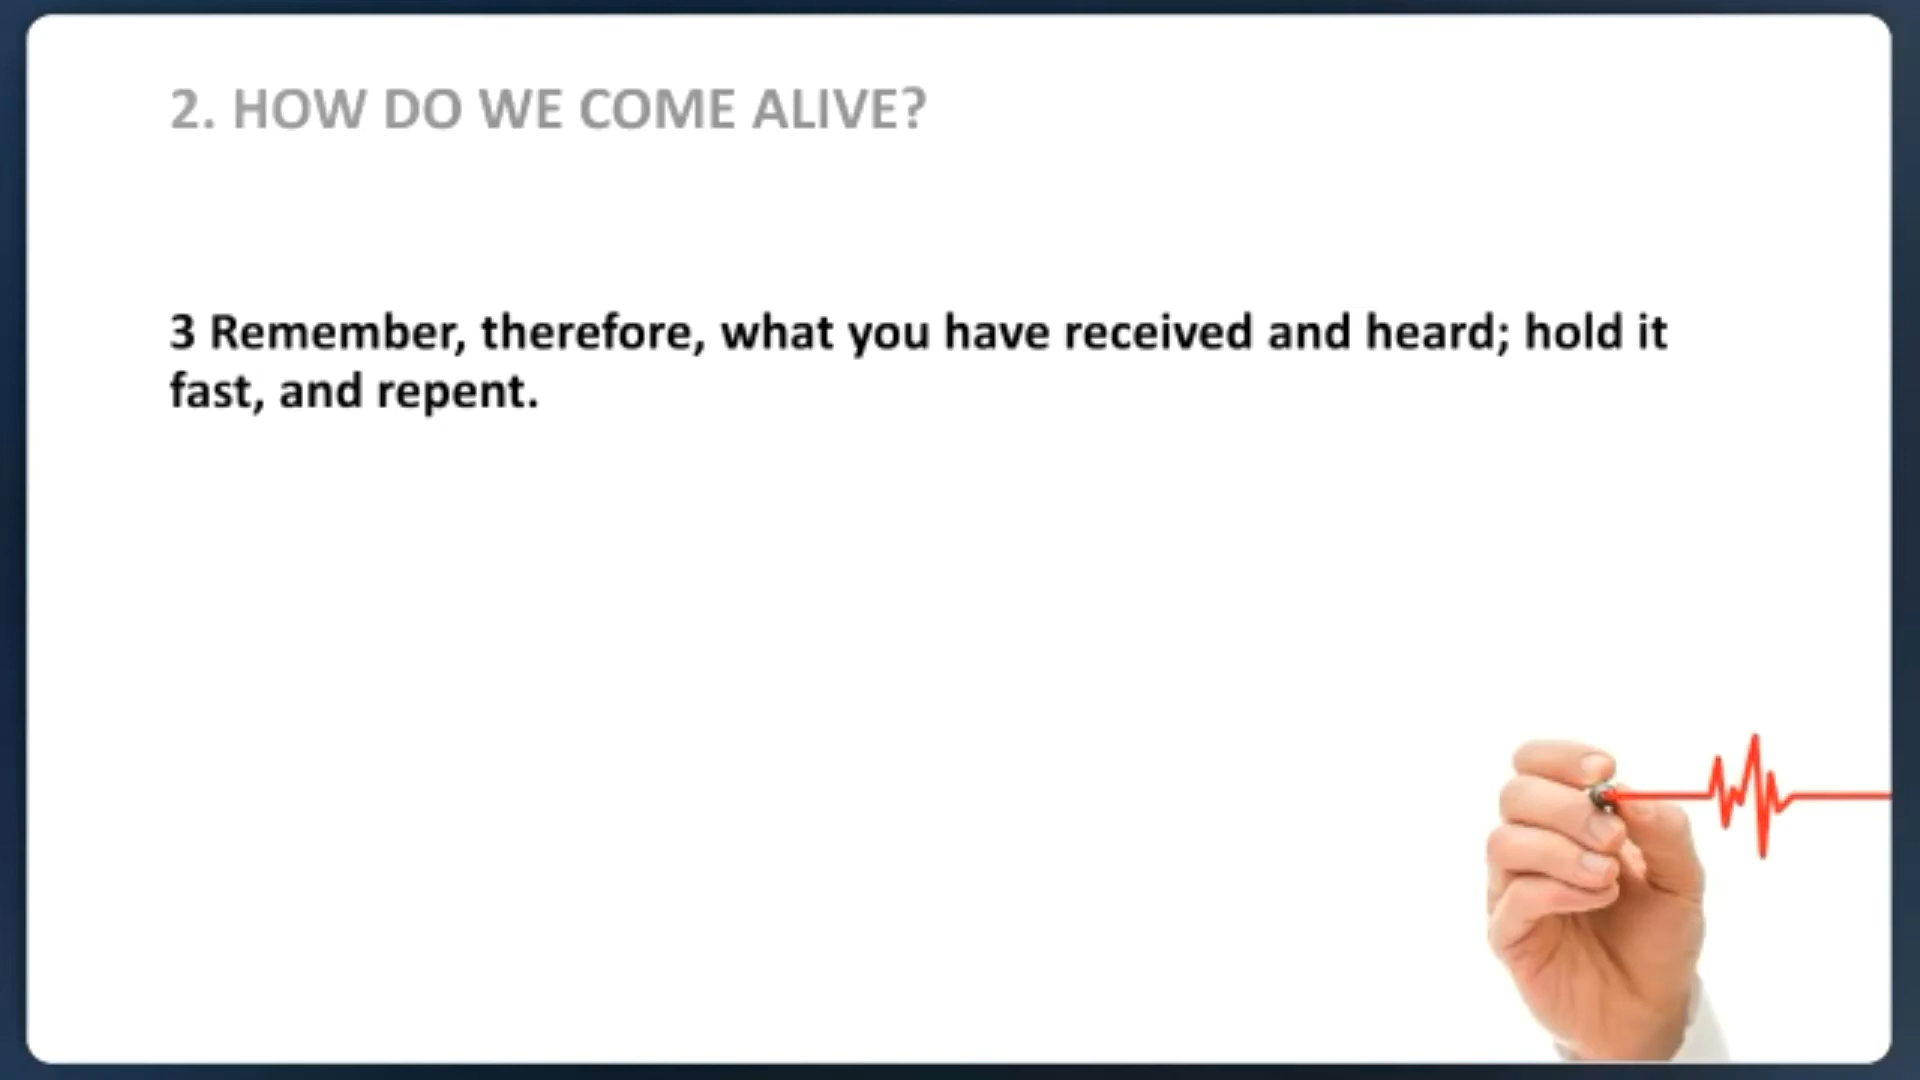 2. HOW DO WE COME ALIVE?
3 Remember, therefore, what you have received and heard; hold it
fast, and repent.